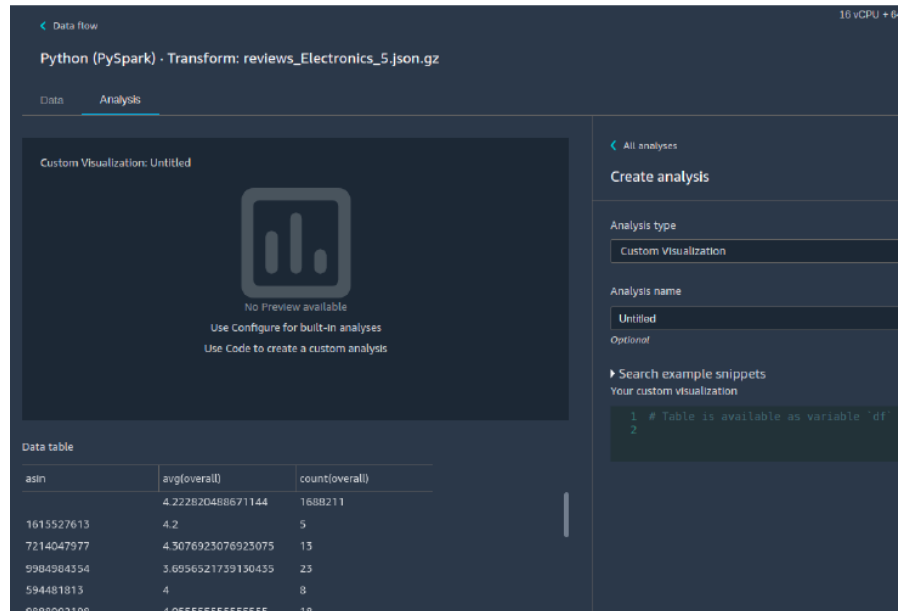 16 vCPU + 64
Data flow
Python (PySpark) · Transform: reviews_Electronics_5.json.gz
Data Analysis
Custom Visualization: Untitled
No Preview available
Use Configure for built-in analyses
Use Code to create a custom analysis
All analyses
Create analysis
Analysis type
Custom Visualization
Analysis name
Untitled
Optional
Search example snippets
Your custom visualization
1 # Table is available as variable `df`
2
Data table
asin avg(overall) count(overall)
4.222820488671144 1688211
1615527613 4.2 5
7214047977 4.3076923076923075 13
9984984354 3.6956521739130435 23
594481813 4 8